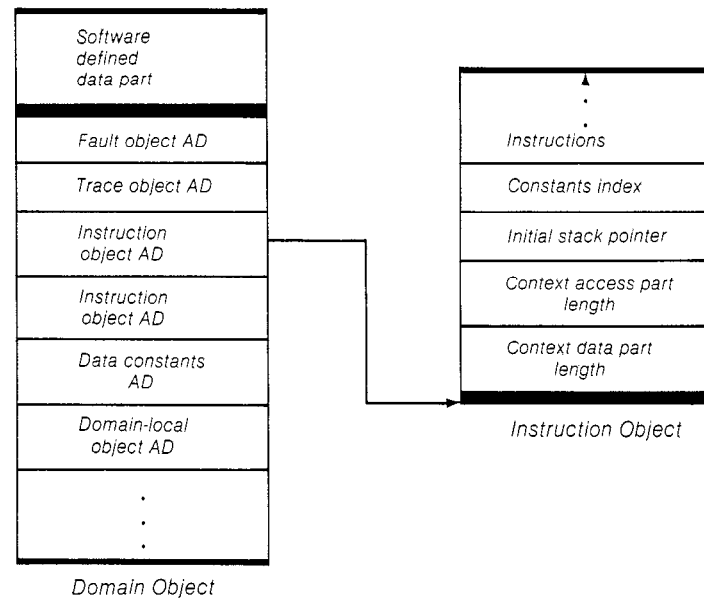 Software
defined
data part
Fault object AD
Trace object AD
Instruction
object AD
Instruction
object AD
Data constants
AD
Domain-local
object AD
Domain Object
Instructions
Constants index
Initial stack pointer
Context access part
length
Context data part
length
Instruction Object